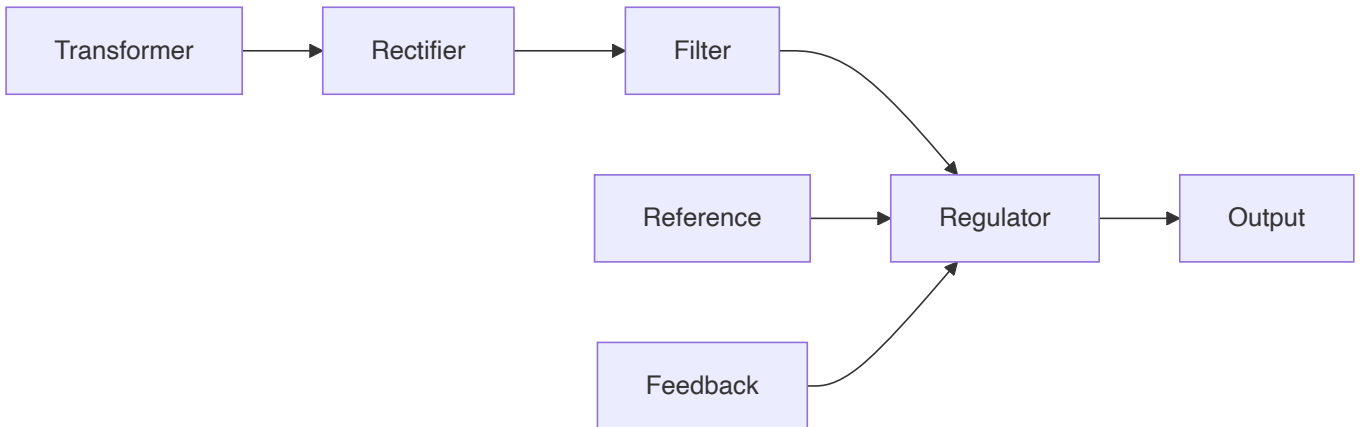 Transformer
Rectifier
Filter
Reference
Regulator
Output
Feedback